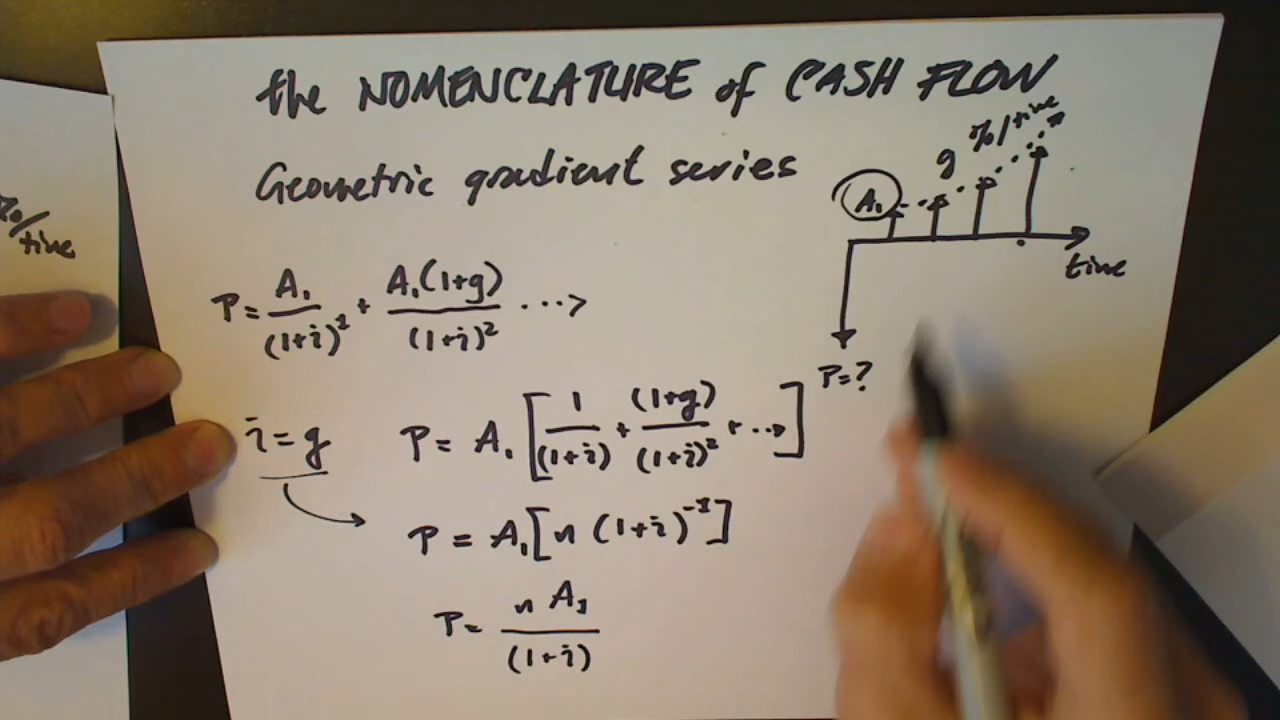 the NOMENCLATURE of CASH FLOW
Geometric gradient series
g %/time
A₁
time
P=?
%/time
P = A₁/(1+i)¹ + A₁(1+g)/(1+i)² ⋯>
i = g
P = A₁ [1/(1+i) + (1+g)/(1+i)² + ⋯>]
P = A₁[n (1+i)⁻¹]
P = n A₁/(1+i)